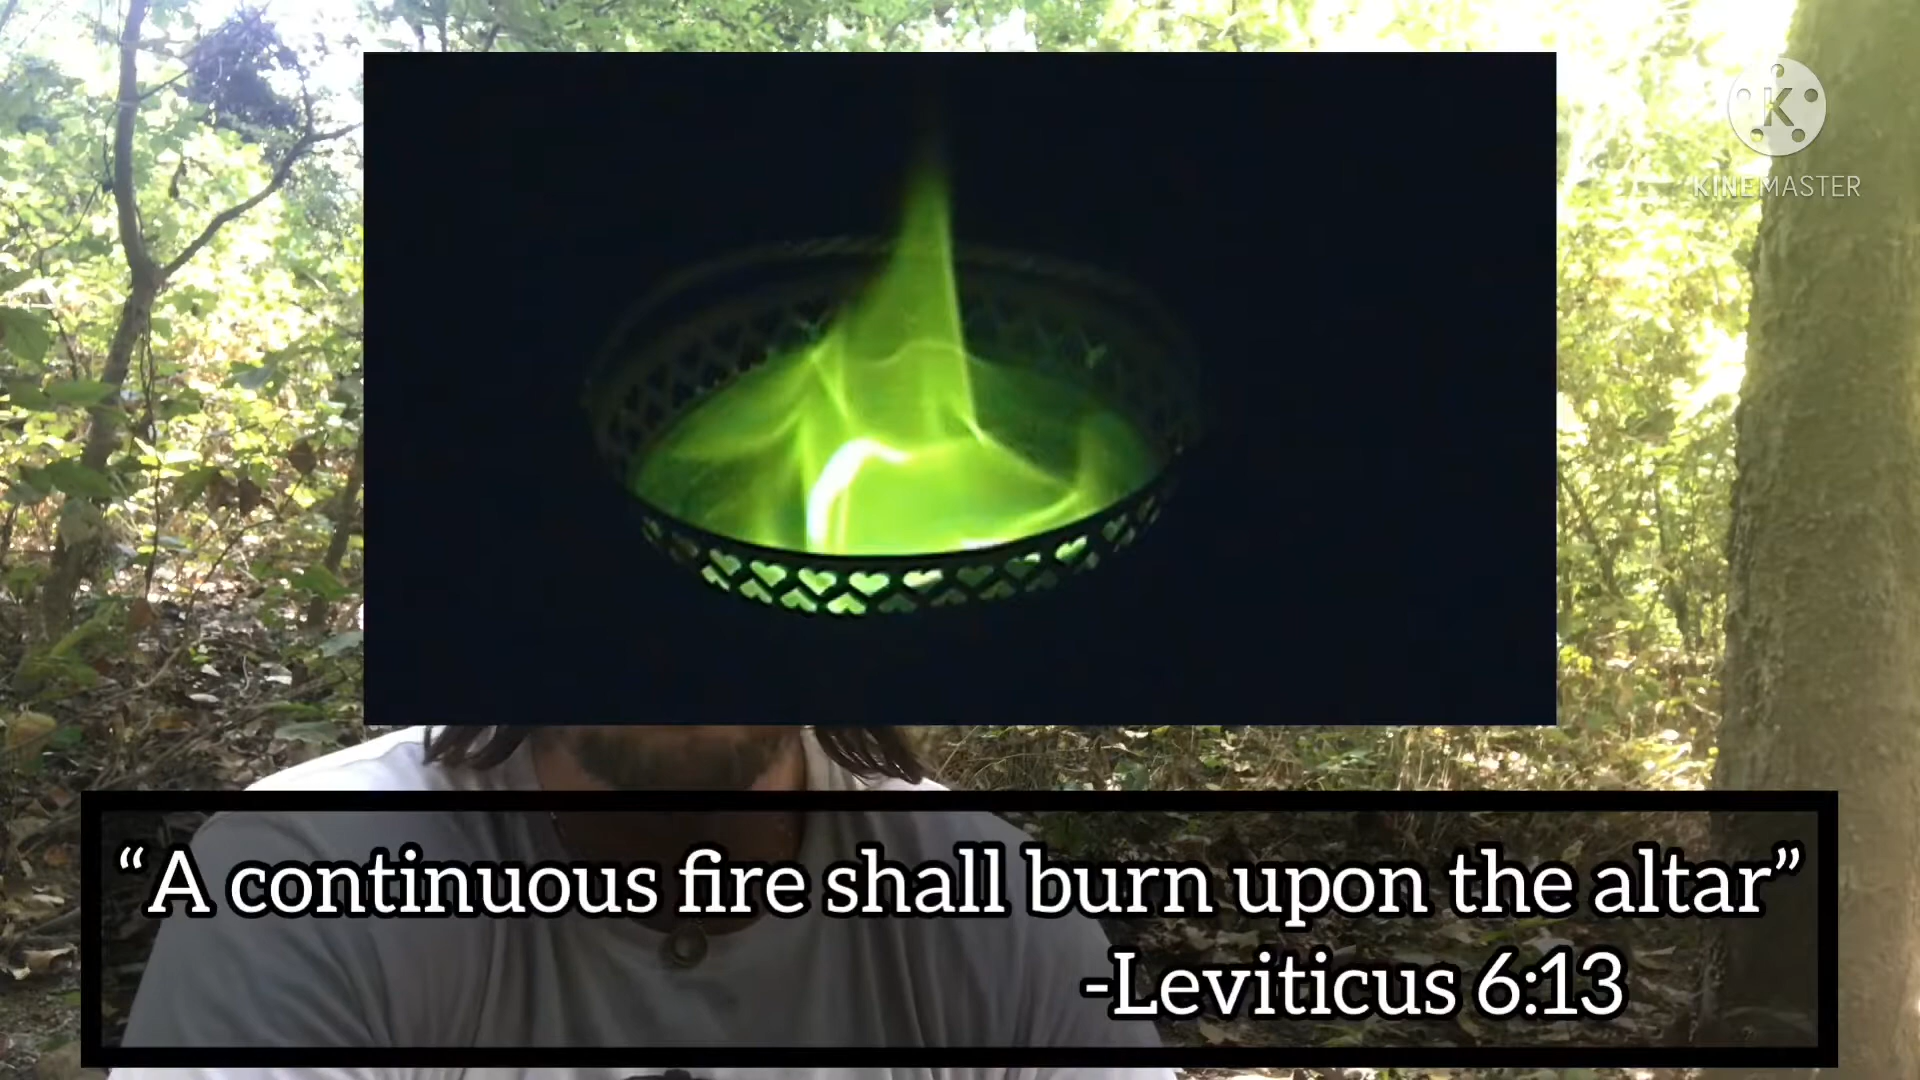 K
KINEMASTER
“A continuous fire shall burn upon the altar”
-Leviticus 6:13